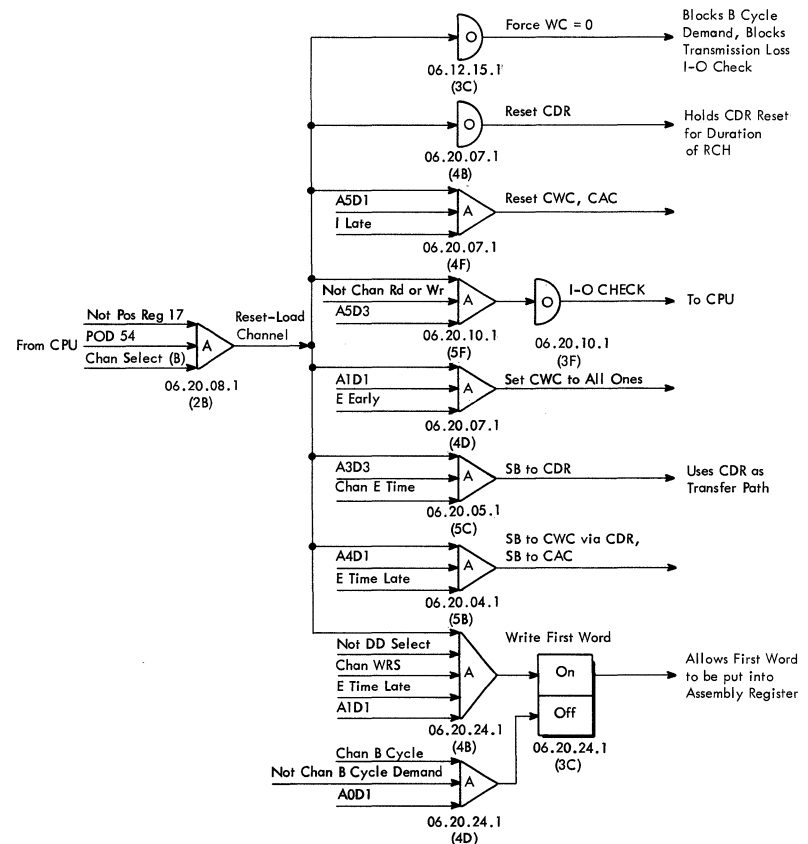 Force WC = 0
Blocks B Cycle
Demand, Blocks
Transmission Loss
I-O Check
O
06.12.15.1
(3C)
Reset CDR
Holds CDR Reset
for Duration
of RCH
O
06.20.07.1
(4B)
A5D1
I Late
A
Reset CWC, CAC
06.20.07.1
(4F)
Not Chan Rd or Wr
A5D3
A
O
I-O CHECK
To CPU
06.20.10.1
(5F)
06.20.10.1
(3F)
From CPU
Not Pos Reg 17
POD 54
Chan Select (B)
A
Reset-Load
Channel
06.20.08.1
(2B)
A1D1
E Early
A
Set CWC to All Ones
06.20.07.1
(4D)
A3D3
Chan E Time
A
SB to CDR
Uses CDR as
Transfer Path
06.20.05.1
(5C)
A4D1
E Time Late
A
SB to CWC via CDR,
SB to CAC
06.20.04.1
(5B)
Not DD Select
Chan WRS
E Time Late
A1D1
A
Write First Word
On
Off
Allows First Word
to be put into
Assembly Register
06.20.24.1
(4B)
06.20.24.1
(3C)
Chan B Cycle
Not Chan B Cycle Demand
A0D1
A
06.20.24.1
(4D)